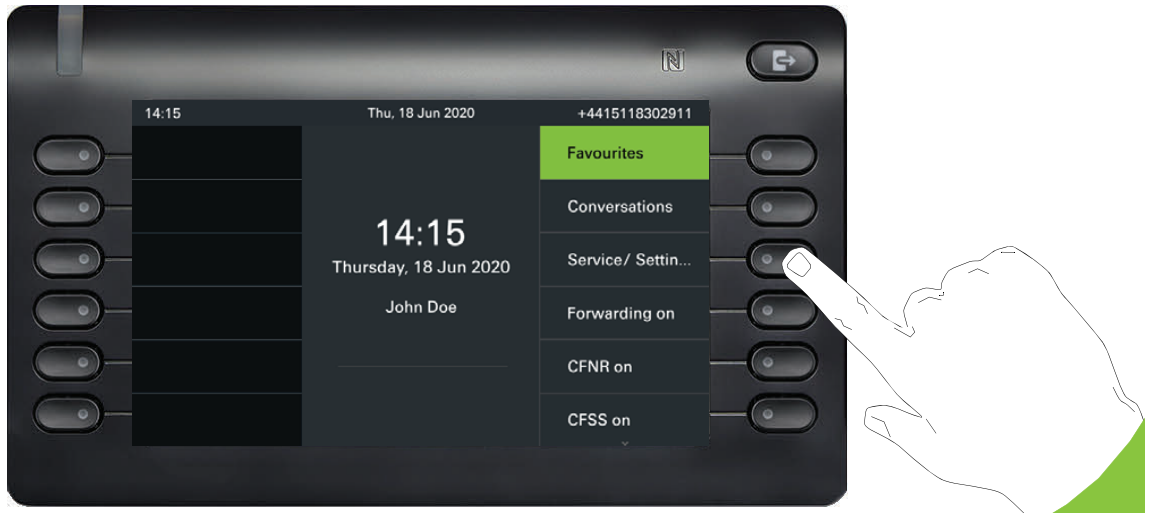 N
14:15 Thu, 18 Jun 2020 +4415118302911
Favourites
Conversations
14:15
Thursday, 18 Jun 2020
John Doe
Service/ Settin...
Forwarding on
CFNR on
CFSS on